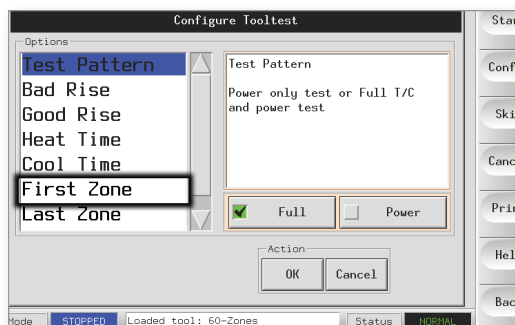 Configure Tooltest
Options
Test Pattern
Bad Rise
Good Rise
Heat Time
Cool Time
First Zone
Last Zone
Test Pattern
Power only test or Full T/C
and power test
Full
Power
Action
OK
Cancel
Mode
STOPPED
Loaded tool: 60-Zones
Status
NORMAL